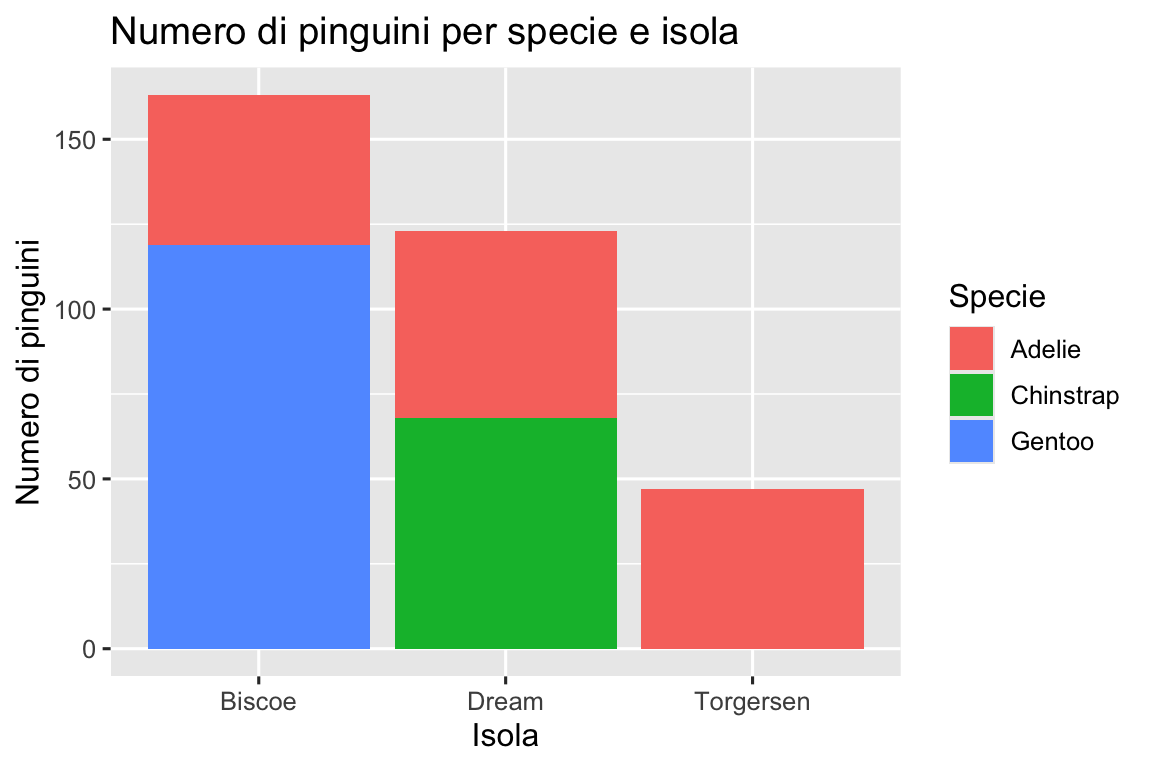 Numero di pinguini per specie e isola
Numero di pinguini
150
100
50
0
Biscoe
Dream
Torgersen
Isola
Specie
Adelie
Chinstrap
Gentoo